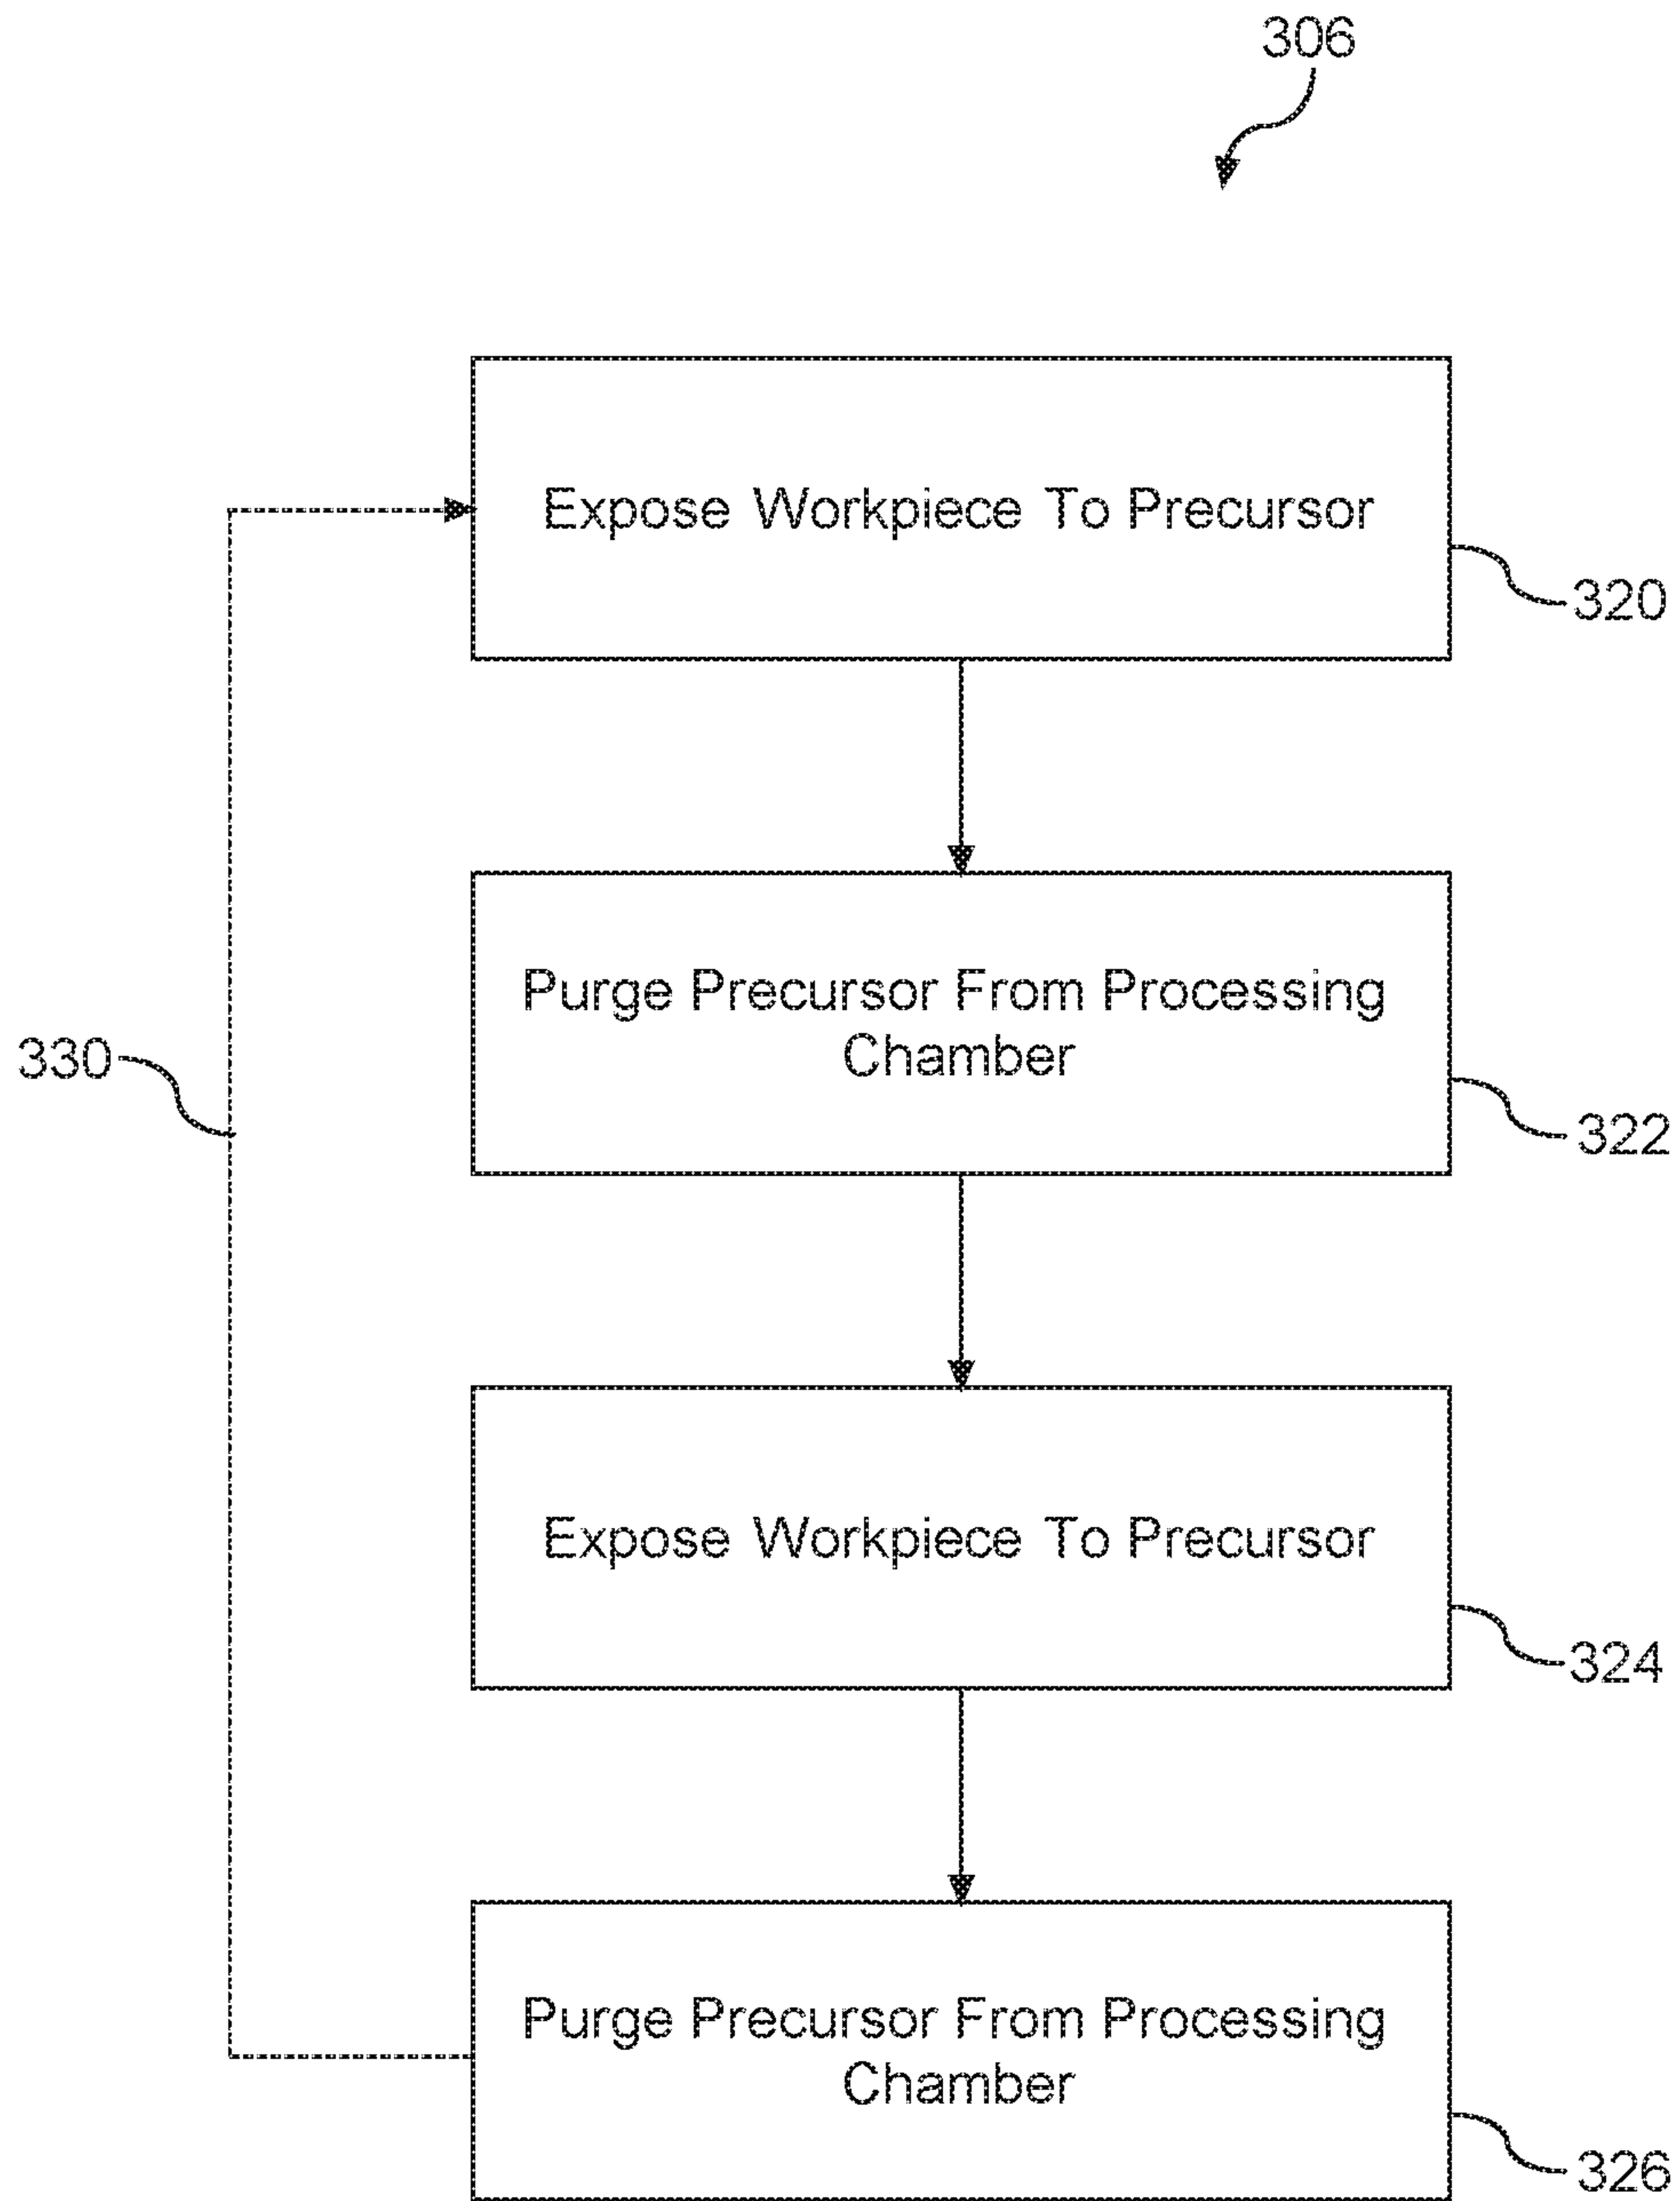 306
Expose Workpiece To Precursor
320
Purge Precursor From Processing
Chamber
330
322
Expose Workpiece To Precursor
324
Purge Precursor From Processing
Chamber
326